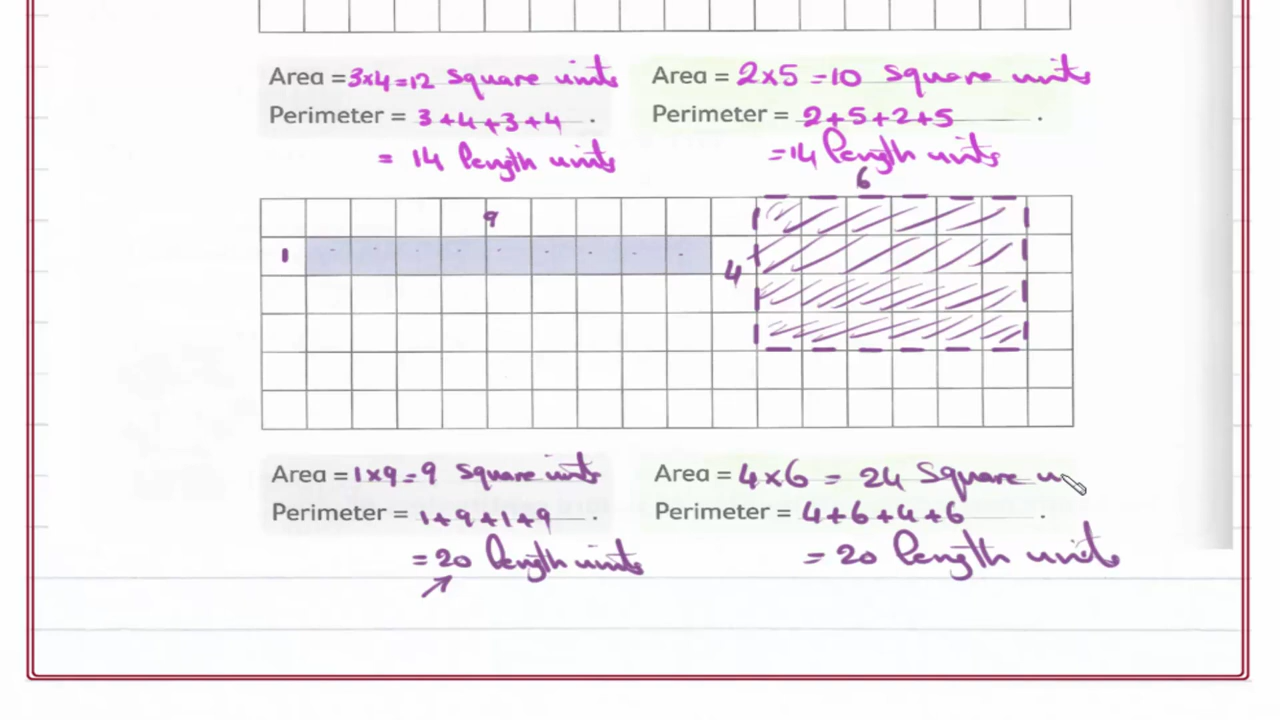 Area = 3x4=12 square units
Perimeter = 3+4+3+4 .
= 14 length units
Area = 2x5 =10 square units
Perimeter = 2+5+2+5 .
=14 length units
9
1
6
4
Area = 1x9=9 square units
Perimeter = 1+9+1+9 .
=20 length units
Area = 4x6 = 24 Square u
Perimeter = 4+6+4+6 .
= 20 length units